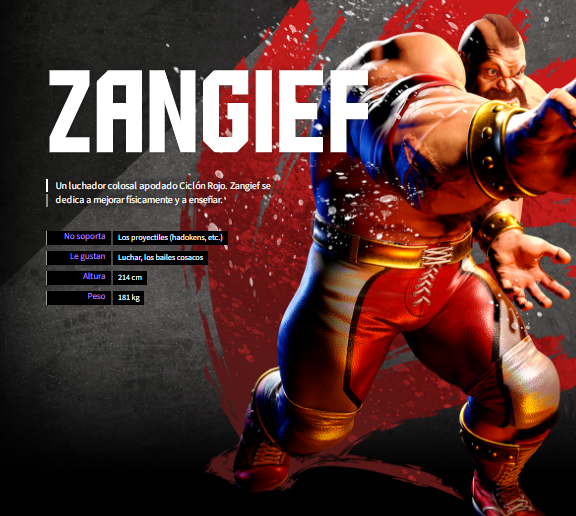 ZANGIEF
Un luchador colosal apodado Ciclón Rojo. Zangief se
dedica a mejorar físicamente y a enseñar.
No soporta Los proyectiles (hadokens, etc.)
Le gustan Luchar, los bailes cosacos
Altura 214 cm
Peso 181 kg